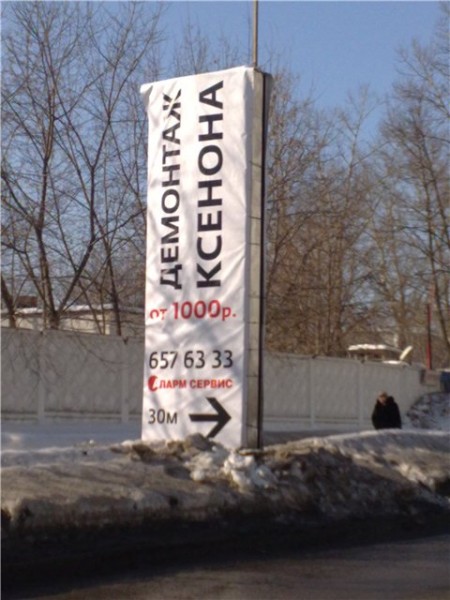 ДЕМОНТАЖ
КСЕНОНА
от 1000р.
657 63 33
ЛАРМ СЕРВИС
30м